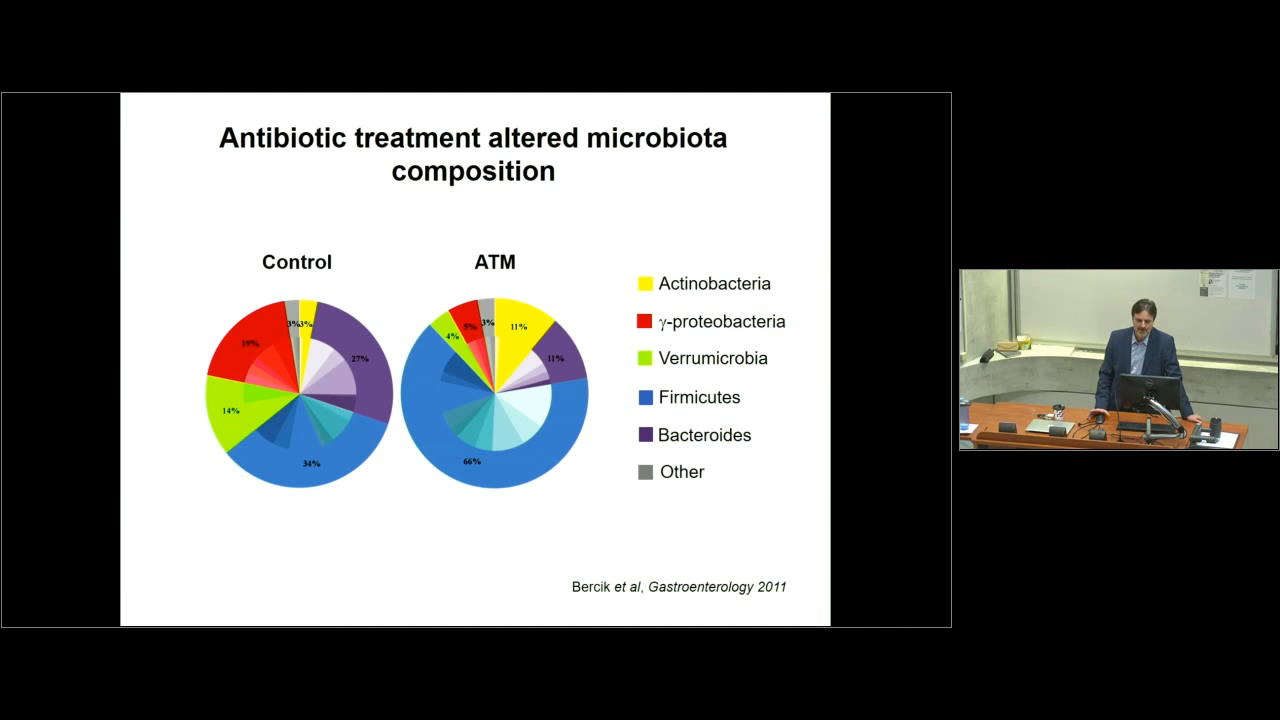 Antibiotic treatment altered microbiota
composition
Control
ATM
3%
3%
27%
34%
14%
19%
3%
11%
11%
66%
4%
Actinobacteria
γ-proteobacteria
Verrumicrobia
Firmicutes
Bacteroides
Other
Bercik et al, Gastroenterology 2011